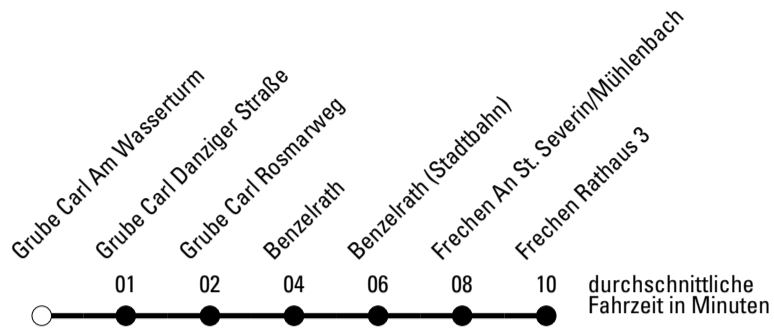 Grube Carl Am Wasserturm
Grube Carl Danziger Straße
Grube Carl Rosmarweg
Benzelrath
Benzelrath (Stadtbahn)
Frechen An St. Severin/Mühlenbach
Frechen Rathaus 3
01 02 04 06 08 10
durchschnittliche
Fahrzeit in Minuten